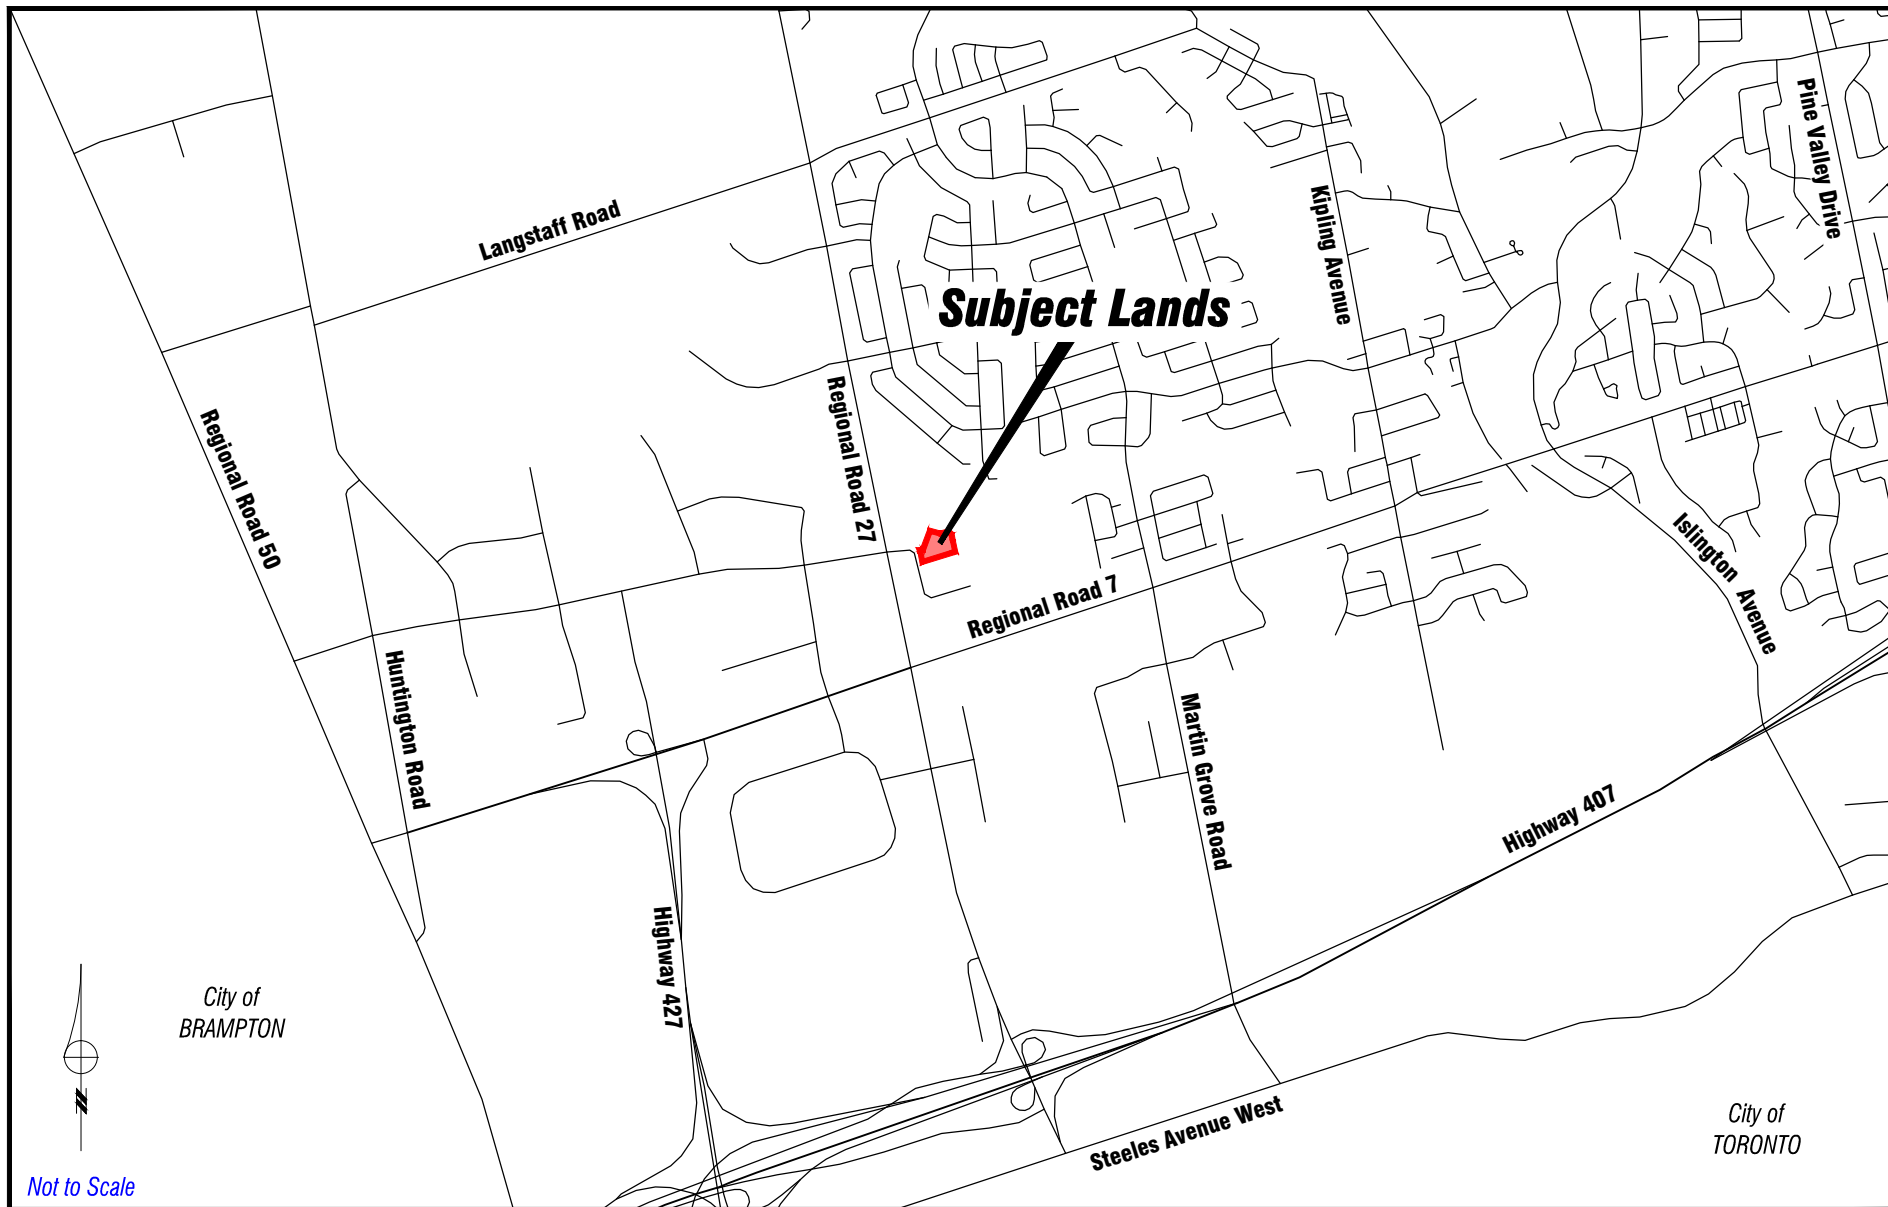 Pine Valley Drive
Langstaff Road
Kipling Avenue
Subject Lands
Regional Road 27
Regional Road 50
Islington Avenue
Regional Road 7
Huntington Road
Martin Grove Road
Highway 407
Highway 427
City of
BRAMPTON
N
Steeles Avenue West
City of
TORONTO
Not to Scale